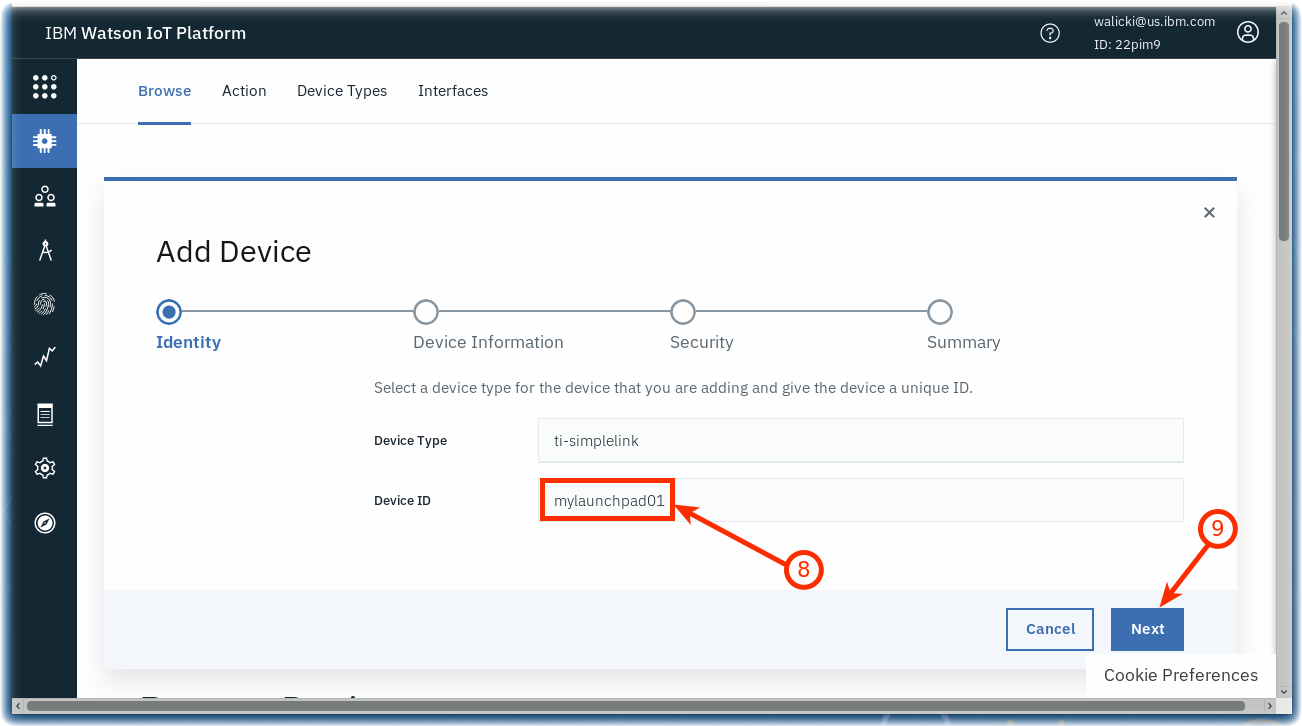 IBM Watson IoT Platform
walicki@us.ibm.com
ID: 22pim9
Browse Action Device Types Interfaces
Add Device
Identity Device Information Security Summary
Select a device type for the device that you are adding and give the device a unique ID.
Device Type ti-simplelink
Device ID mylaunchpad01
8
9
Cancel Next
Cookie Preferences